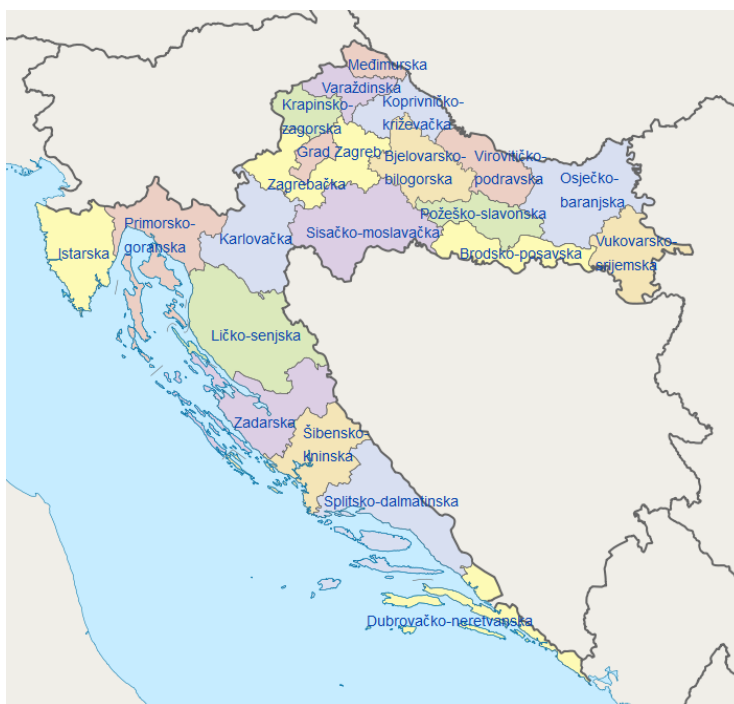 Međimurska
Varaždinska
Krapinsko-
zagorska
Koprivničko-
križevačka
Grad Zagreb
Bjelovarsko-
bilogorska
Virovitičko-
podravska
Zagrebačka
Osječko-
baranjska
Požeško-slavonska
Istarska
Primorsko-
goranska
Karlovačka
Sisačko-moslavačka
Brodsko-posavska
Vukovarsko-
srijemska
Ličko-senjska
Zadarska
Šibensko-
kninska
Splitsko-dalmatinska
Dubrovačko-neretvanska